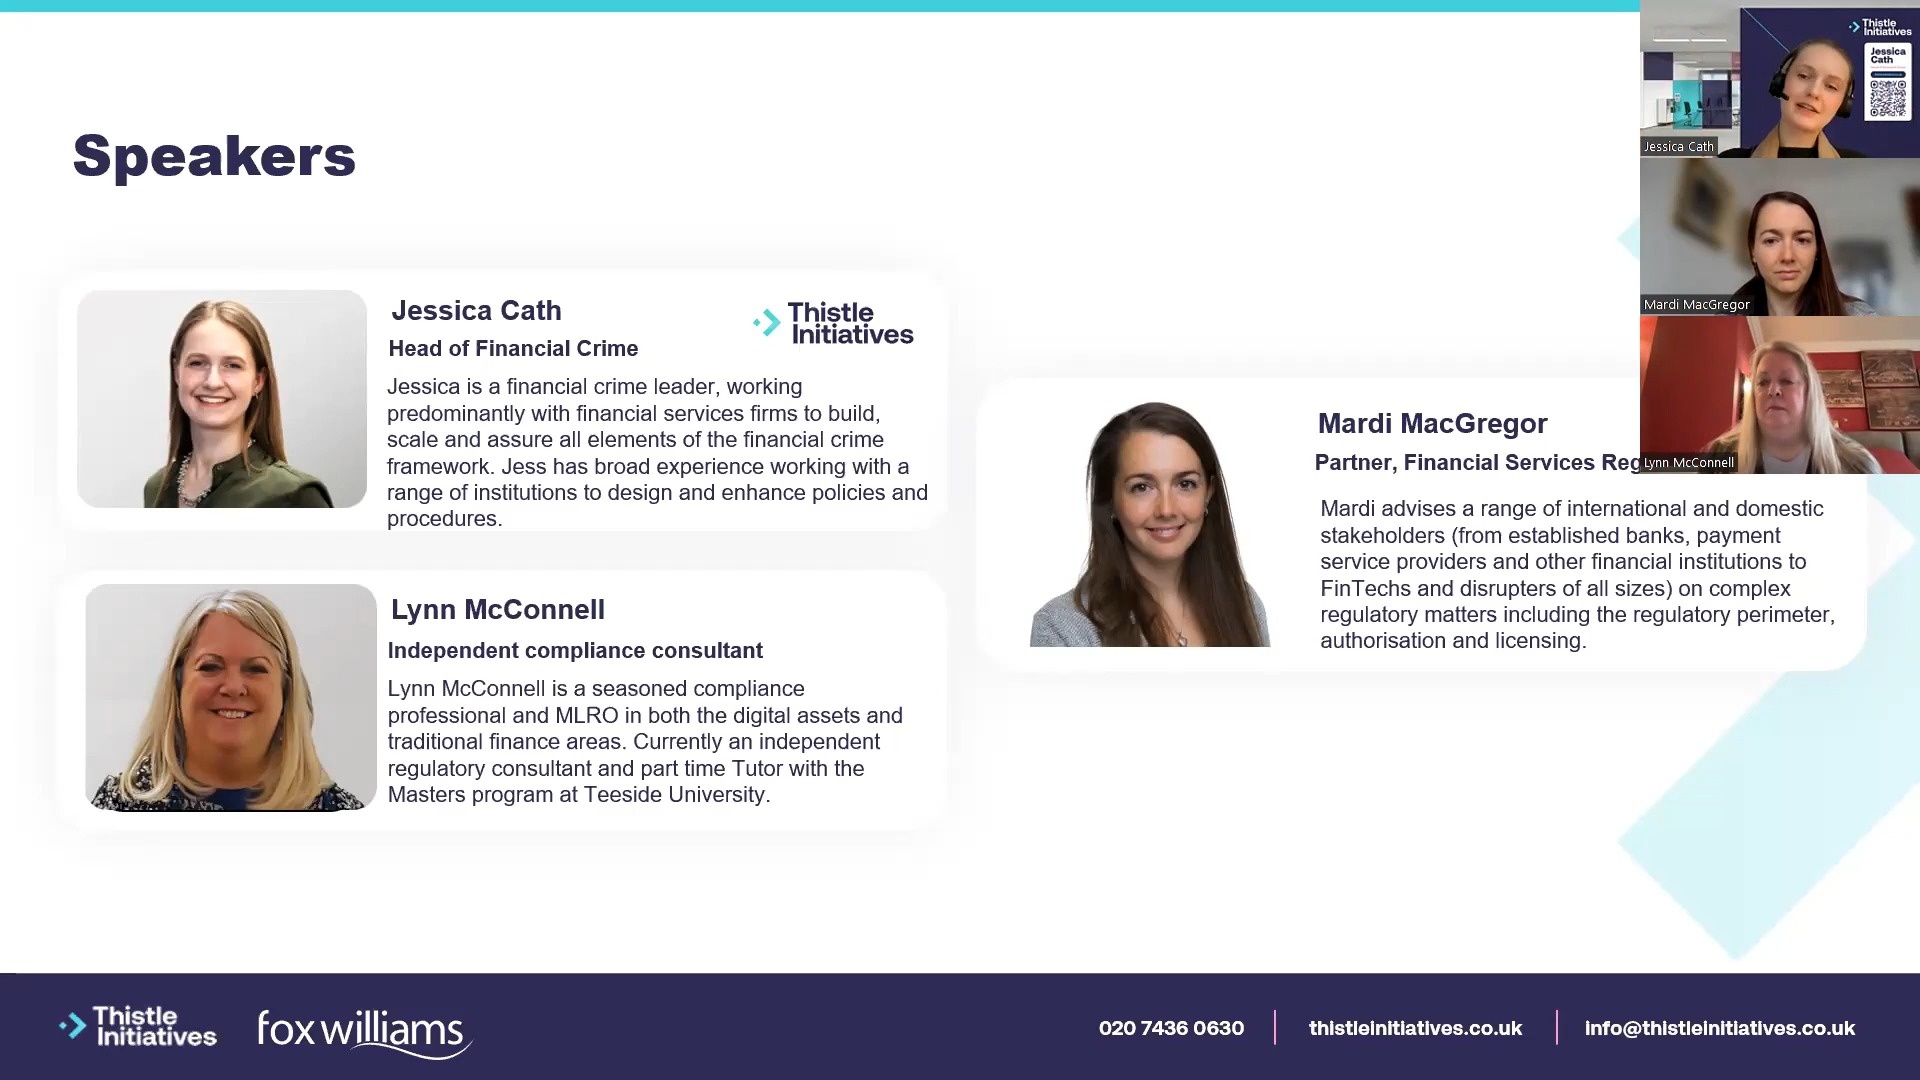 Speakers
Jessica Cath
Head of Financial Crime
Thistle
Initiatives
Jessica is a financial crime leader, working
predominantly with financial services firms to build,
scale and assure all elements of the financial crime
framework. Jess has broad experience working with a
range of institutions to design and enhance policies and
procedures.
Lynn McConnell
Independent compliance consultant
Lynn McConnell is a seasoned compliance
professional and MLRO in both the digital assets and
traditional finance areas. Currently an independent
regulatory consultant and part time Tutor with the
Masters program at Teeside University.
Mardi MacGregor
Partner, Financial Services Reg
Mardi advises a range of international and domestic
stakeholders (from established banks, payment
service providers and other financial institutions to
FinTechs and disrupters of all sizes) on complex
regulatory matters including the regulatory perimeter,
authorisation and licensing.
Thistle
Initiatives
Jessica
Cath
Jessica Cath
Mardi MacGregor
Lynn McConnell
Thistle
Initiatives
foxwilliams
020 7436 0630
thistleinitiatives.co.uk
info@thistleinitiatives.co.uk